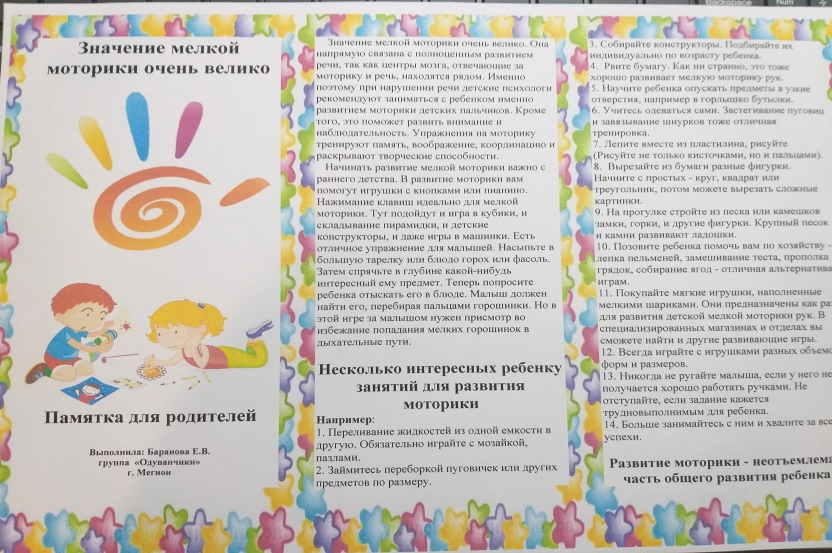 Backspace
Num
Значение мелкой
моторики очень велико
Памятка для родителей
Выполнила: Баранова Е.В.
группа «Одуванчики»
г. Мегион
Значение мелкой моторики очень велико. Она
напрямую связана с полноценным развитием
речи, так как центры мозга, отвечающие за
моторику и речь, находятся рядом. Именно
поэтому при нарушении речи детские психологи
рекомендуют заниматься с ребенком именно
развитием моторики детских пальчиков. Кроме
того, это поможет развить внимание и
наблюдательность. Упражнения на моторику
тренируют память, воображение, координацию и
раскрывают творческие способности.
Начинать развитие мелкой моторики важно с
раннего детства. В развитие моторики вам
помогут игрушки с кнопками или пианино.
Нажимание клавиш идеально для мелкой
моторики. Тут подойдут и игра в кубики, и
складывание пирамидки, и детские
конструкторы, и даже игры в машинки. Есть
отличное упражнение для малышей. Насыпьте в
большую тарелку или блюдо горох или фасоль.
Затем спрячьте в глубине какой-нибудь
интересный ему предмет. Теперь попросите
ребенка отыскать его в блюде. Малыш должен
найти его, перебирая пальцами горошинки. Но в
этой игре за малышом нужен присмотр во
избежание попадания мелких горошинок в
дыхательные пути.
Несколько интересных ребенку
занятий для развития
моторики
Например:
1. Переливание жидкостей из одной емкости в
другую. Обязательно играйте с мозайкой,
пазлами.
2. Займитесь переборкой пуговичек или других
предметов по размеру.
3. Собирайте конструкторы. Подбирайте их
индивидуально по возрасту ребенка.
4. Рвите бумагу. Как ни странно, это тоже
хорошо развивает мелкую моторику рук.
5. Научите ребенка опускать предметы в узкие
отверстия, например в горлышко бутылки.
6. Учитесь одеваться сами. Застегивание пуговиц
и завязывание шнурков тоже отличная
тренировка.
7. Лепите вместе из пластилина, рисуйте
(Рисуйте не только кисточками, но и пальцами).
8. Вырезайте из бумаги разные фигурки.
Начните с простых - круг, квадрат или
треугольник, потом можете вырезать сложные
картинки.
9. На прогулке стройте из песка или камешков
замки, горки, и другие фигурки. Крупный песок
и камни развивают ладошки.
10. Позовите ребенка помочь вам по хозяйству -
лепка пельменей, замешивание теста, прополка
грядок, собирание ягод - отличная альтернатива
играм.
11. Покупайте мягкие игрушки, наполненные
мелкими шариками. Они предназначены как раз
для развития детской мелкой моторики рук. В
специализированных магазинах и отделах вы
сможете найти и другие развивающие игры.
12. Всегда играйте с игрушками разных объемо
форм и размеров.
13. Никогда не ругайте малыша, если у него не
получается хорошо работать ручками. Не
отступайте, если задание кажется
трудновыполнимым для ребенка.
14. Больше занимайтесь с ним и хвалите за все
успехи.
Развитие моторики - неотъемлема
часть общего развития ребенка